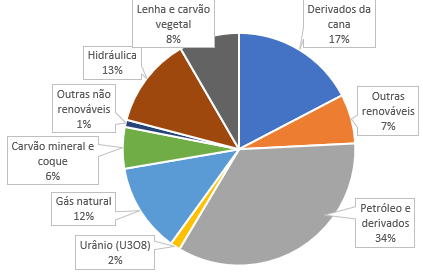 Lenha e carvão
vegetal
8%
Derivados da
cana
17%
Hidráulica
13%
Outras não
renováveis
1%
Outras
renováveis
7%
Carvão mineral e
coque
6%
Gás natural
12%
Petróleo e
derivados
34%
Urânio (U3O8)
2%